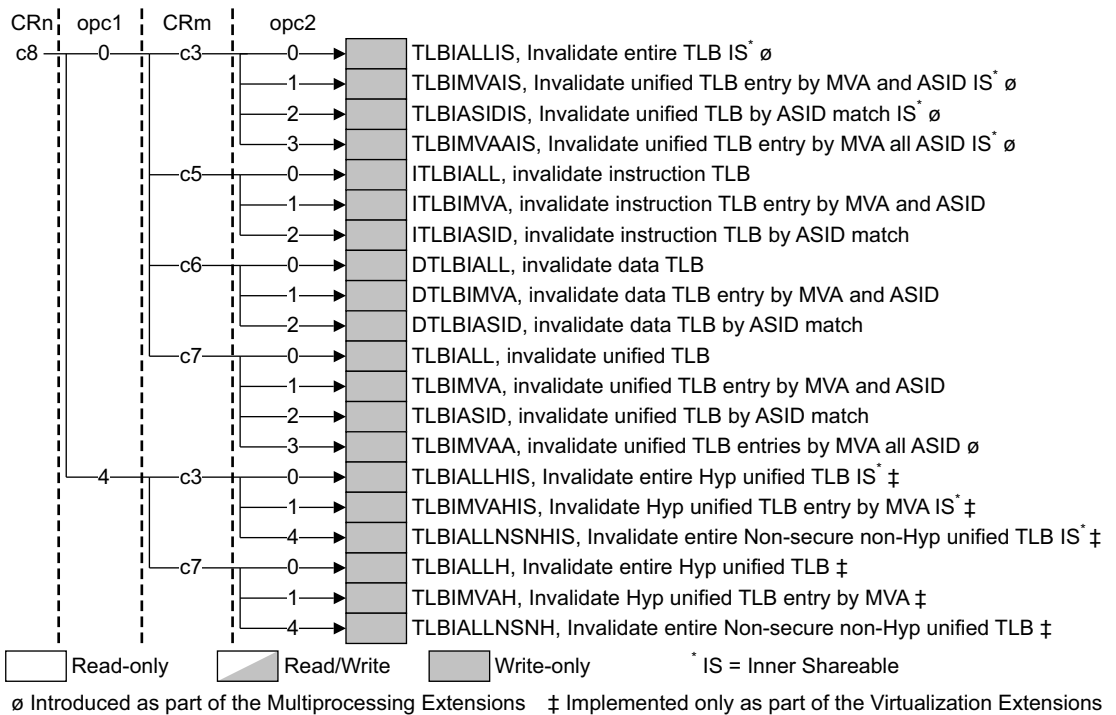 CRn opc1 CRm opc2
c8 0 c3 0 TLBIALLIS, Invalidate entire TLB IS* ø
1 TLBIMVAIS, Invalidate unified TLB entry by MVA and ASID IS* ø
2 TLBIASIDIS, Invalidate unified TLB by ASID match IS* ø
3 TLBIMVAAIS, Invalidate unified TLB entry by MVA all ASID IS* ø
c5 0 ITLBIALL, invalidate instruction TLB
1 ITLBIMVA, invalidate instruction TLB entry by MVA and ASID
2 ITLBIASID, invalidate instruction TLB by ASID match
c6 0 DTLBIALL, invalidate data TLB
1 DTLBIMVA, invalidate data TLB entry by MVA and ASID
2 DTLBIASID, invalidate data TLB by ASID match
c7 0 TLBIALL, invalidate unified TLB
1 TLBIMVA, invalidate unified TLB entry by MVA and ASID
2 TLBIASID, invalidate unified TLB by ASID match
3 TLBIMVAA, invalidate unified TLB entries by MVA all ASID ø
4 c3 0 TLBIALLHIS, Invalidate entire Hyp unified TLB IS* ‡
1 TLBIMVAHIS, Invalidate Hyp unified TLB entry by MVA IS* ‡
4 TLBIALLNSNHIS, Invalidate entire Non-secure non-Hyp unified TLB IS* ‡
c7 0 TLBIALLH, Invalidate entire Hyp unified TLB ‡
1 TLBIMVAH, Invalidate Hyp unified TLB entry by MVA ‡
4 TLBIALLNSNH, Invalidate entire Non-secure non-Hyp unified TLB ‡
Read-only Read/Write Write-only * IS = Inner Shareable
ø Introduced as part of the Multiprocessing Extensions ‡ Implemented only as part of the Virtualization Extensions